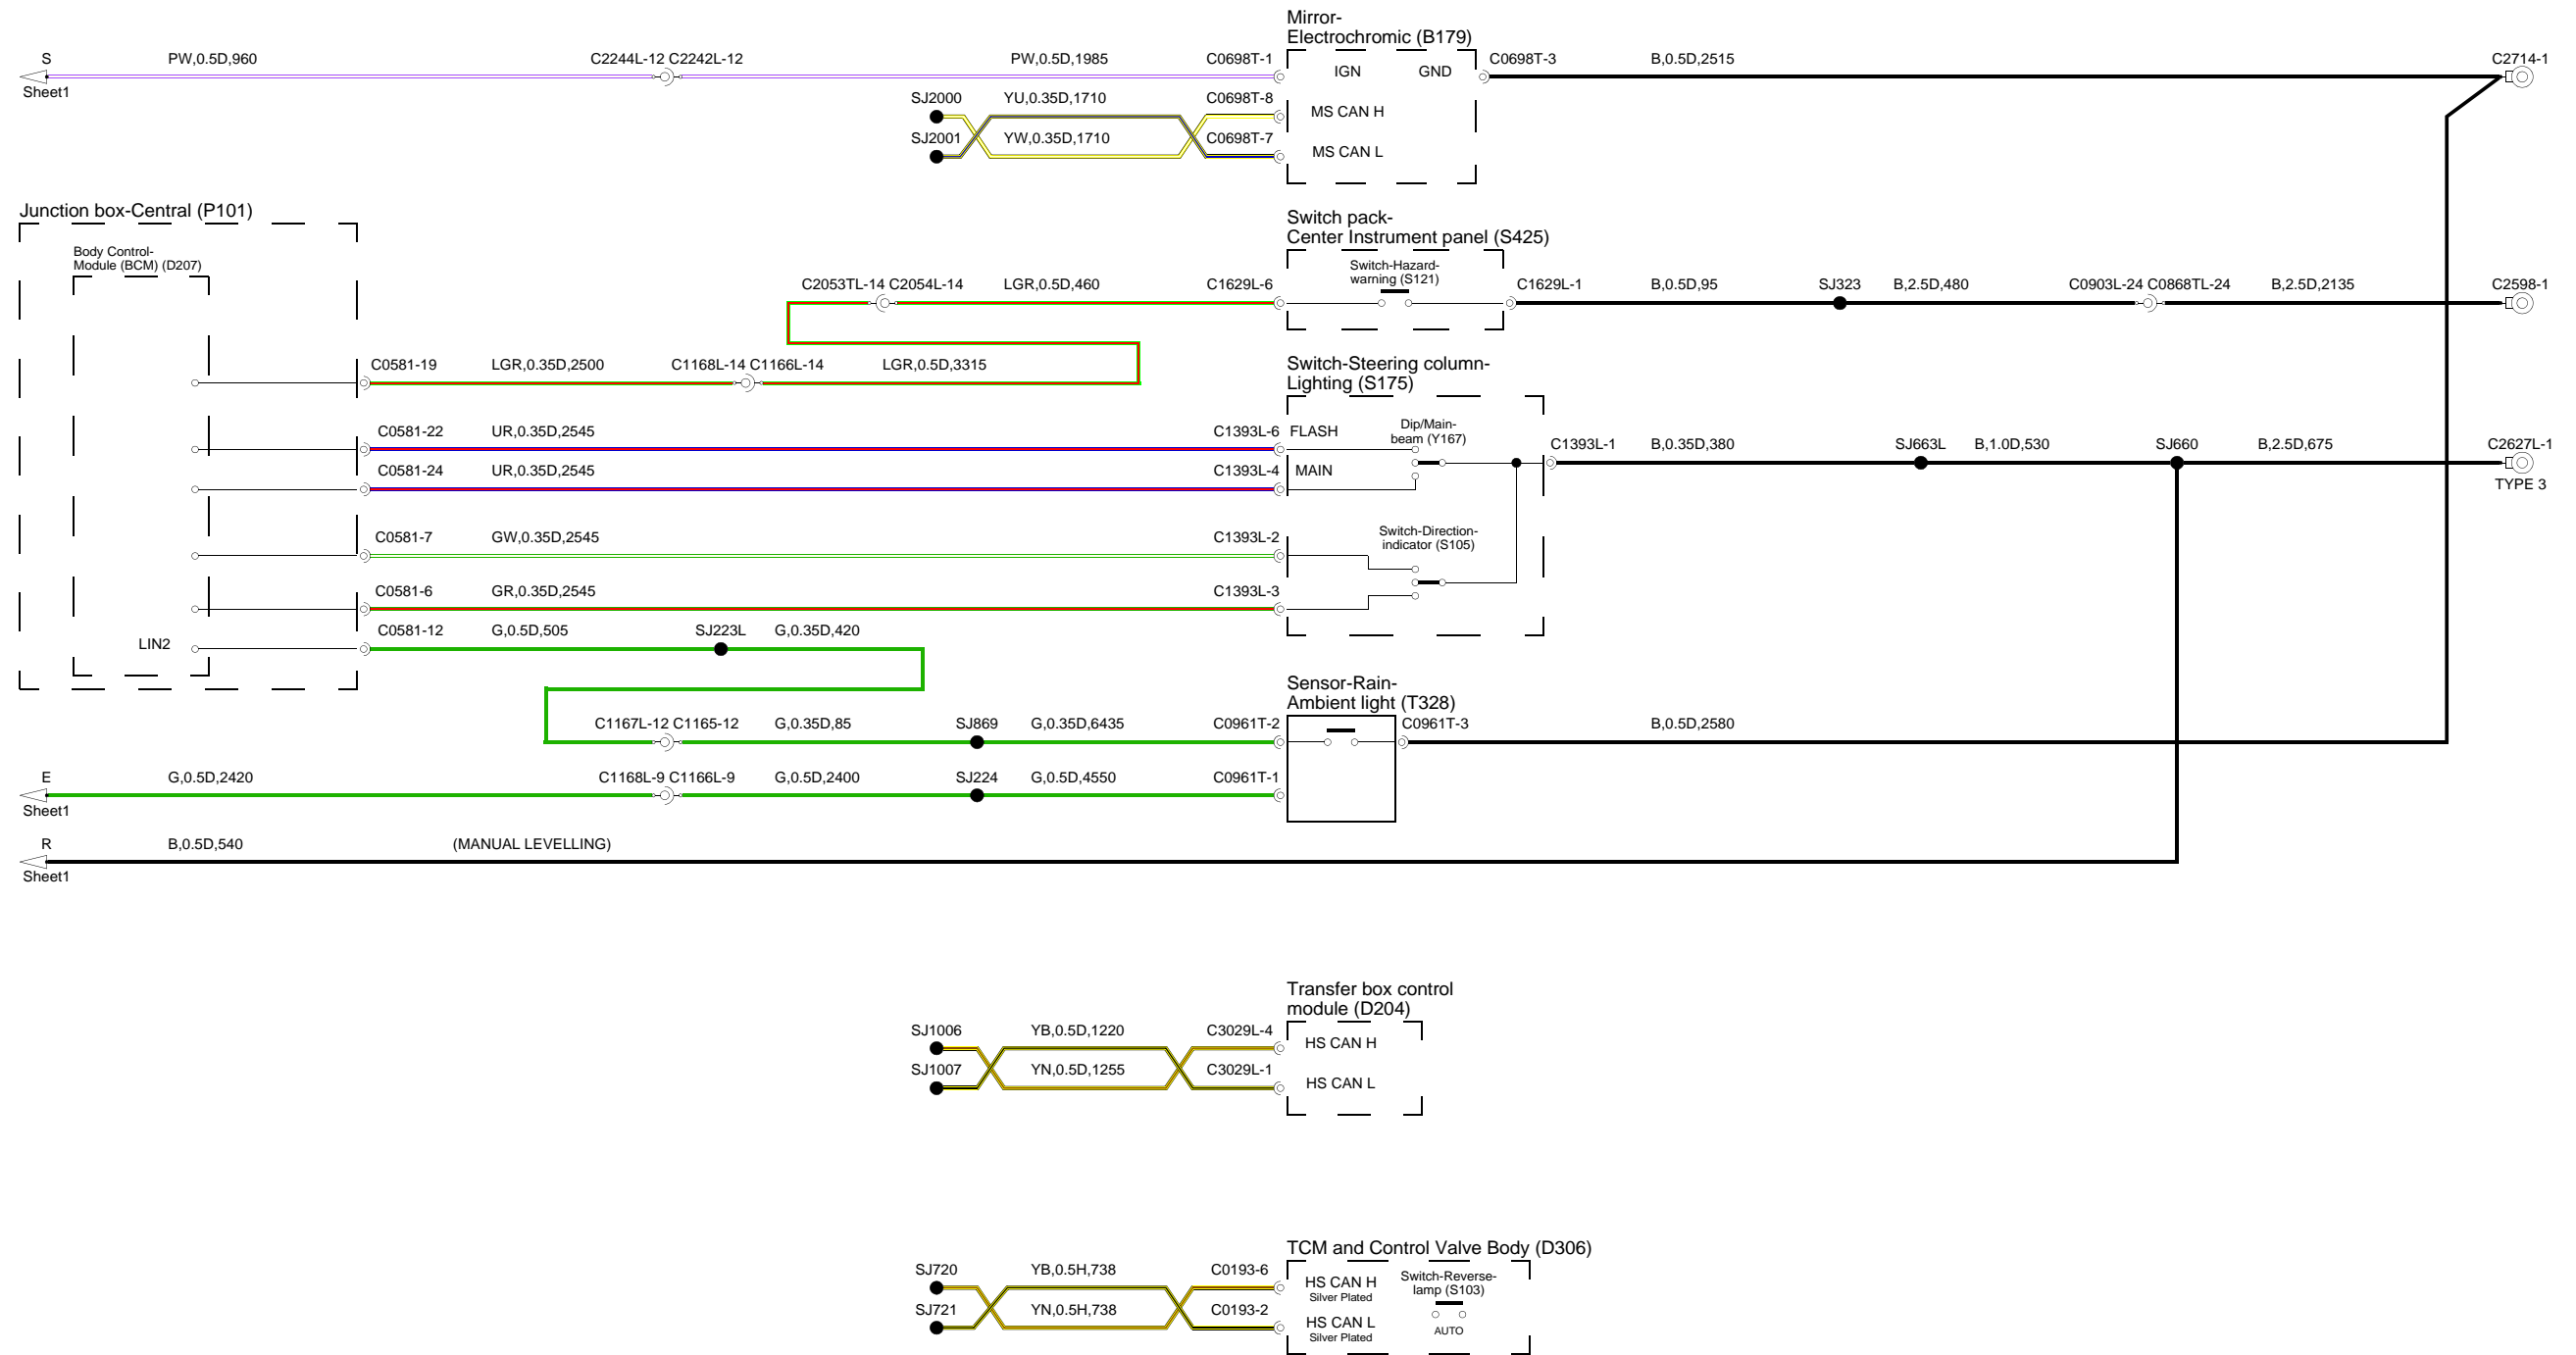 Mirror-
Electrochromic (B179)
S
PW,0.5D,960
C2244L-12 C2242L-12
PW,0.5D,1985
C0698T-1
IGN
GND
C0698T-3
B,0.5D,2515
C2714-1
Sheet1
SJ2000
YU,0.35D,1710
C0698T-8
MS CAN H
SJ2001
YW,0.35D,1710
C0698T-7
MS CAN L
Junction box-Central (P101)
Body Control-
Module (BCM) (D207)
Switch pack-
Center Instrument panel (S425)
Switch-Hazard-
warning (S121)
C2053TL-14 C2054L-14
LGR,0.5D,460
C1629L-6
C1629L-1
B,0.5D,95
SJ323
B,2.5D,480
C0903L-24 C0868TL-24
B,2.5D,2135
C2598-1
C0581-19
LGR,0.35D,2500
C1168L-14 C1166L-14
LGR,0.5D,3315
Switch-Steering column-
Lighting (S175)
C0581-22
UR,0.35D,2545
C1393L-6
FLASH
Dip/Main-
beam (Y167)
C1393L-1
B,0.35D,380
SJ663L
B,1.0D,530
SJ660
B,2.5D,675
C2627L-1
TYPE 3
C0581-24
UR,0.35D,2545
C1393L-4
MAIN
C0581-7
GW,0.35D,2545
C1393L-2
Switch-Direction-
indicator (S105)
C0581-6
GR,0.35D,2545
C1393L-3
LIN2
C0581-12
G,0.5D,505
SJ223L
G,0.35D,420
Sensor-Rain-
Ambient light (T328)
C1167L-12 C1165-12
G,0.35D,85
SJ869
G,0.35D,6435
C0961T-2
C0961T-3
B,0.5D,2580
E
G,0.5D,2420
C1168L-9 C1166L-9
G,0.5D,2400
SJ224
G,0.5D,4550
C0961T-1
Sheet1
R
B,0.5D,540
(MANUAL LEVELLING)
Sheet1
Transfer box control
module (D204)
SJ1006
YB,0.5D,1220
C3029L-4
HS CAN H
SJ1007
YN,0.5D,1255
C3029L-1
HS CAN L
TCM and Control Valve Body (D306)
SJ720
YB,0.5H,738
C0193-6
HS CAN H
Silver Plated
Switch-Reverse-
lamp (S103)
SJ721
YN,0.5H,738
C0193-2
HS CAN L
Silver Plated
AUTO